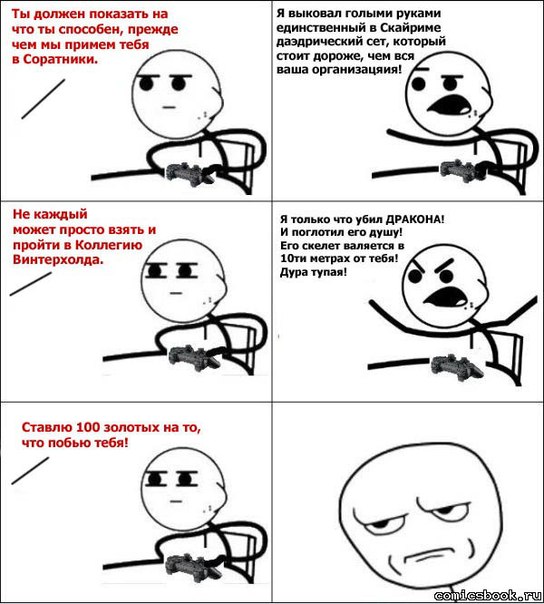 Ты должен показать на
что ты способен, прежде
чем мы примем тебя
в Соратники.
Я выковал голыми руками
единственный в Скайриме
даэдрический сет, который
стоит дороже, чем вся
ваша организацяия!
Не каждый
может просто взять и
пройти в Коллегию
Винтерхолда.
Я только что убил ДРАКОНА!
И поглотил его душу!
Его скелет валяется в
10ти метрах от тебя!
Дура тупая!
Ставлю 100 золотых на то,
что побью тебя!
comicsbook.ru